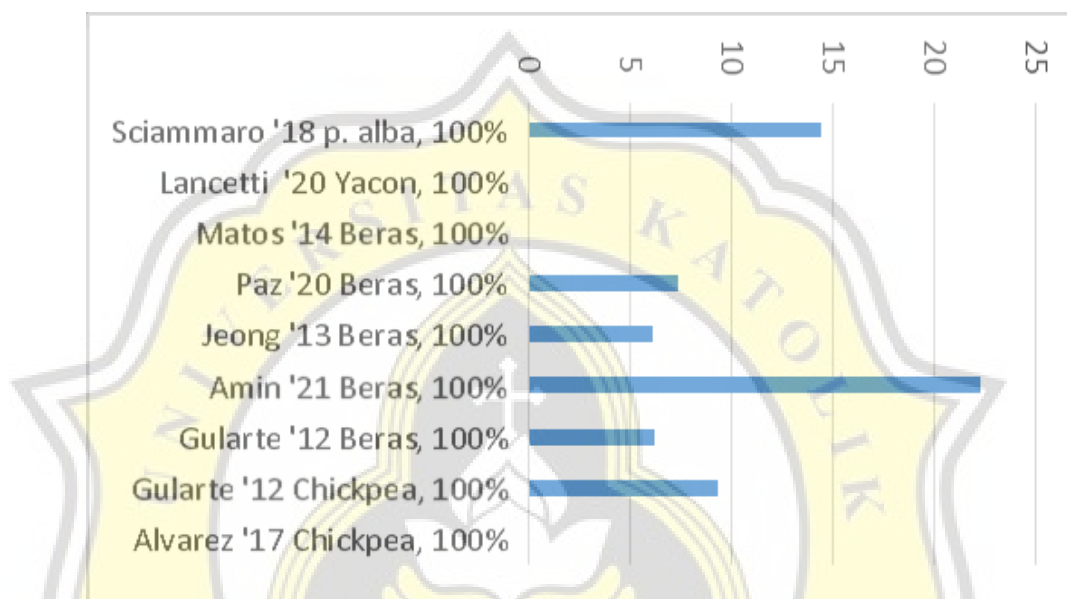 0 5 10 15 20 25
Sciammaro '18 p. alba, 100%
Lancetti '20 Yacon, 100%
Matos '14 Beras, 100%
Paz '20 Beras, 100%
Jeong '13 Beras, 100%
Amin '21 Beras, 100%
Gularte '12 Beras, 100%
Gularte '12 Chickpea, 100%
Alvarez '17 Chickpea, 100%
UNIVERSITAS KATOLIK